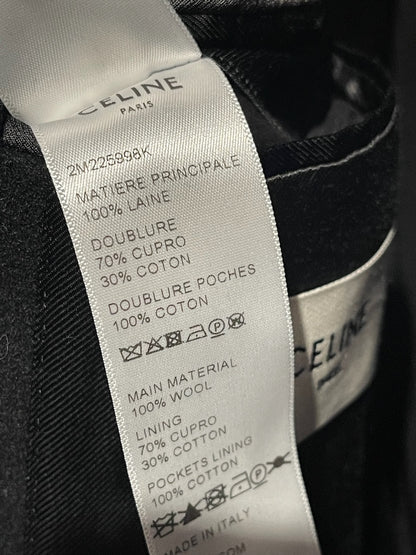 CELINE
PARIS
2M225998K
MATIERE PRINCIPALE
100% LAINE
DOUBLURE
70% CUPRO
30% COTON
DOUBLURE POCHES
100% COTON
MAIN MATERIAL
100% WOOL
LINING
70% CUPRO
30% COTTON
POCKETS LINING
100% COTTON
MADE IN ITALY
CELINE